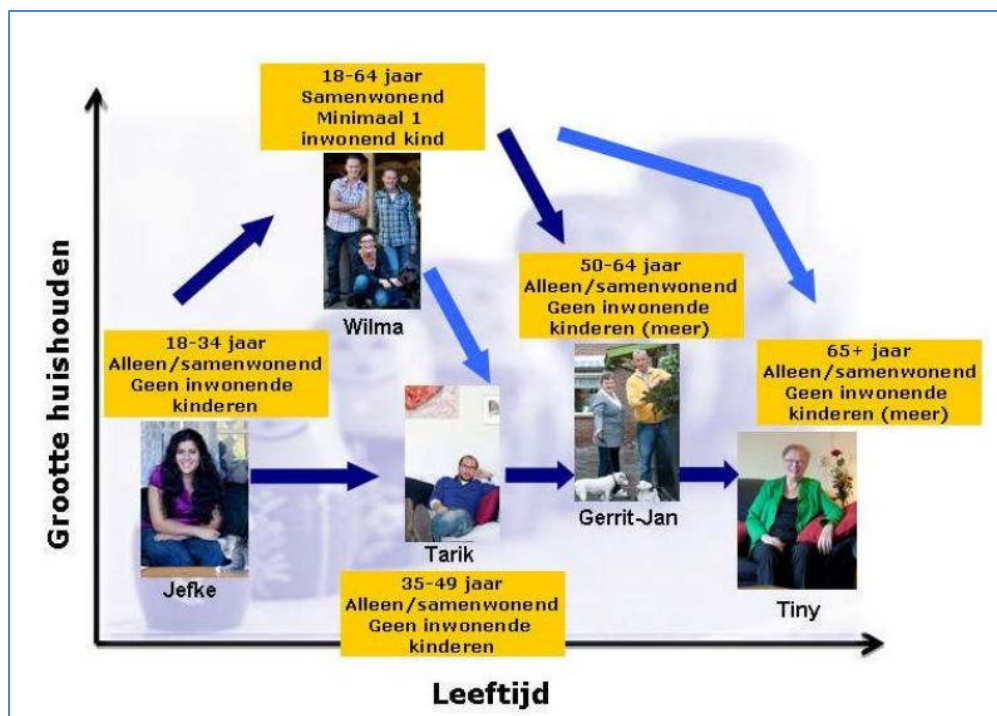 18-64 jaar
Samenwonend
Minimaal 1
inwonend kind
Wilma
50-64 jaar
Alleen/samenwonend
Geen inwonende
kinderen (meer)
Gerrit-Jan
18-34 jaar
Alleen/samenwonend
Geen inwonende
kinderen
Jefke
65+ jaar
Alleen/samenwonend
Geen inwonende
kinderen (meer)
Tiny
Tarik
35-49 jaar
Alleen/samenwonend
Geen inwonende
kinderen
Grootte huishouden
Leeftijd